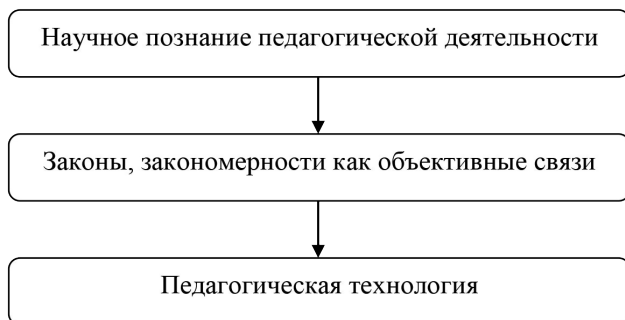 Научное познание педагогической деятельности
Законы, закономерности как объективные связи
Педагогическая технология